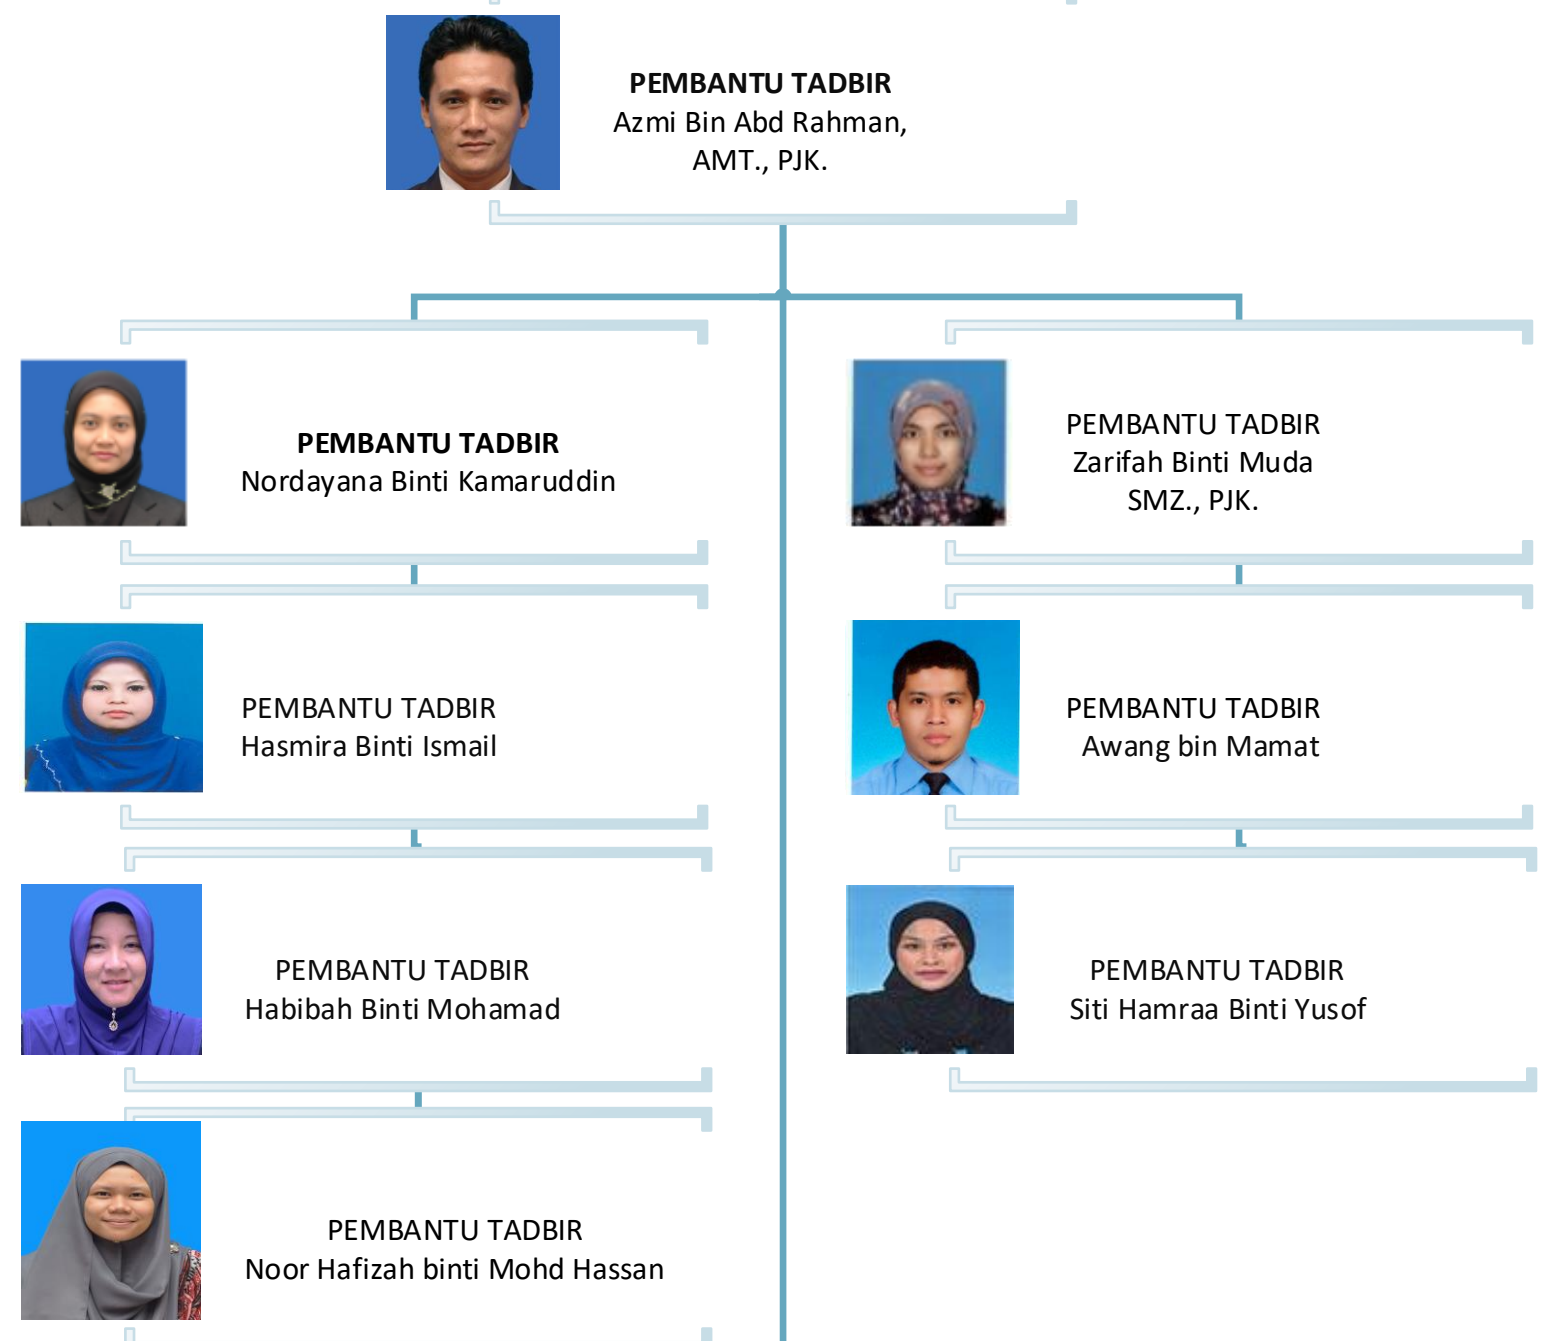 PEMBANTU TADBIR
Azmi Bin Abd Rahman,
AMT., PJK.
PEMBANTU TADBIR
Nordayana Binti Kamaruddin
PEMBANTU TADBIR
Zarifah Binti Muda
SMZ., PJK.
PEMBANTU TADBIR
Hasmira Binti Ismail
PEMBANTU TADBIR
Awang bin Mamat
PEMBANTU TADBIR
Habibah Binti Mohamad
PEMBANTU TADBIR
Siti Hamraa Binti Yusof
PEMBANTU TADBIR
Noor Hafizah binti Mohd Hassan